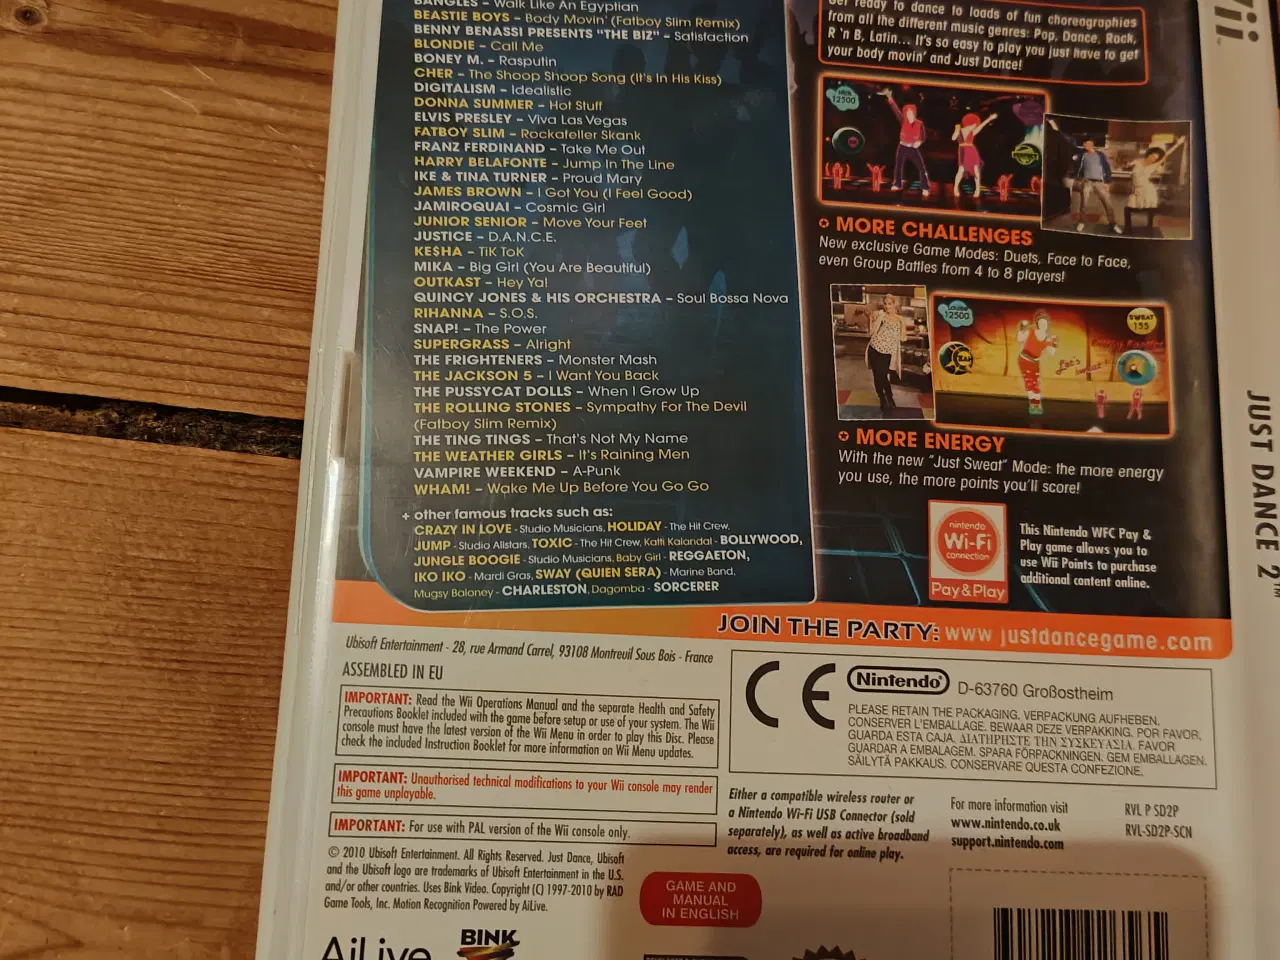 BANGLES – Walk Like An Egyptian
BEASTIE BOYS – Body Movin' (Fatboy Slim Remix)
BENNY BENASSI PRESENTS "THE BIZ" – Satisfaction
BLONDIE – Call Me
BONEY M. – Rasputin
CHER – The Shoop Shoop Song (It's In His Kiss)
DIGITALISM – Idealistic
DONNA SUMMER – Hot Stuff
ELVIS PRESLEY – Viva Las Vegas
FATBOY SLIM – Rockafeller Skank
FRANZ FERDINAND – Take Me Out
HARRY BELAFONTE – Jump In The Line
IKE & TINA TURNER – Proud Mary
JAMES BROWN – I Got You (I Feel Good)
JAMIROQUAI – Cosmic Girl
JUNIOR SENIOR – Move Your Feet
JUSTICE – D.A.N.C.E.
KE$HA – TiK ToK
MIKA – Big Girl (You Are Beautiful)
OUTKAST – Hey Ya!
QUINCY JONES & HIS ORCHESTRA – Soul Bossa Nova
RIHANNA – S.O.S.
SNAP! – The Power
SUPERGRASS – Alright
THE FRIGHTENERS – Monster Mash
THE JACKSON 5 – I Want You Back
THE PUSSYCAT DOLLS – When I Grow Up
THE ROLLING STONES – Sympathy For The Devil
(Fatboy Slim Remix)
THE TING TINGS – That's Not My Name
THE WEATHER GIRLS – It's Raining Men
VAMPIRE WEEKEND – A-Punk
WHAM! – Wake Me Up Before You Go Go
+ other famous tracks such as:
CRAZY IN LOVE - Studio Musicians, HOLIDAY - The Hit Crew,
JUMP - Studio Allstars, TOXIC - The Hit Crew, Katti Kalandal - BOLLYWOOD,
JUNGLE BOOGIE - Studio Musicians, Baby Girl - REGGAETON,
IKO IKO - Mardi Gras, SWAY (QUIEN SERA) - Marine Band,
Mugsy Baloney - CHARLESTON, Dagomba - SORCERER
Get ready to dance to loads of fun choreographies
from all the different music genres: Pop, Dance, Rock,
R 'n B, Latin... It's so easy to play you just have to get
your body movin' and Just Dance!
12500
MORE CHALLENGES
New exclusive Game Modes: Duets, Face to Face,
even Group Battles from 4 to 8 players!
12500
SWEAT
155
YEAH
Let's
sweat!
MORE ENERGY
With the new "Just Sweat" Mode: the more energy
you use, the more points you'll score!
nintendo
Wi-Fi
connection
Pay & Play
This Nintendo WFC Pay &
Play game allows you to
use Wii Points to purchase
additional content online.
JOIN THE PARTY: www justdancegame.com
Wii
JUST DANCE 2™
Ubisoft Entertainment - 28, rue Armand Carrel, 93108 Montreuil Sous Bois - France
ASSEMBLED IN EU
IMPORTANT: Read the Wii Operations Manual and the separate Health and Safety
Precautions Booklet included with the game before setup or use of your system. The Wii
console must have the latest version of the Wii Menu in order to play this Disc. Please
check the included Instruction Booklet for more information on Wii Menu updates.
IMPORTANT: Unauthorised technical modifications to your Wii console may render
this game unplayable.
IMPORTANT: For use with PAL version of the Wii console only.
© 2010 Ubisoft Entertainment. All Rights Reserved. Just Dance, Ubisoft
and the Ubisoft logo are trademarks of Ubisoft Entertainment in the U.S.
and/or other countries. Uses Bink Video. Copyright (C) 1997-2010 by RAD
Game Tools, Inc. Motion Recognition Powered by AiLive.
AiLive
BINK
CE
Nintendo D-63760 Großostheim
PLEASE RETAIN THE PACKAGING. VERPACKUNG AUFHEBEN.
CONSERVER L'EMBALLAGE. BEWAAR DEZE VERPAKKING. POR FAVOR,
GUARDA ESTA CAJA. ΔΙΑΤΗΡΗΣΤΕ ΤΗΝ ΣΥΣΚΕΥΑΣΙΑ. FAVOR
GUARDAR A EMBALAGEM. SPARA FÖRPACKNINGEN. GEM EMBALLAGEN.
SÄILYTÄ PAKKAUS. CONSERVARE QUESTA CONFEZIONE.
Either a compatible wireless router or
a Nintendo Wi-Fi USB Connector (sold
separately), as well as active broadband
access, are required for online play.
For more information visit
www.nintendo.co.uk
support.nintendo.com
RVL P SD2P
RVL-SD2P-SCN
GAME AND
MANUAL
IN ENGLISH